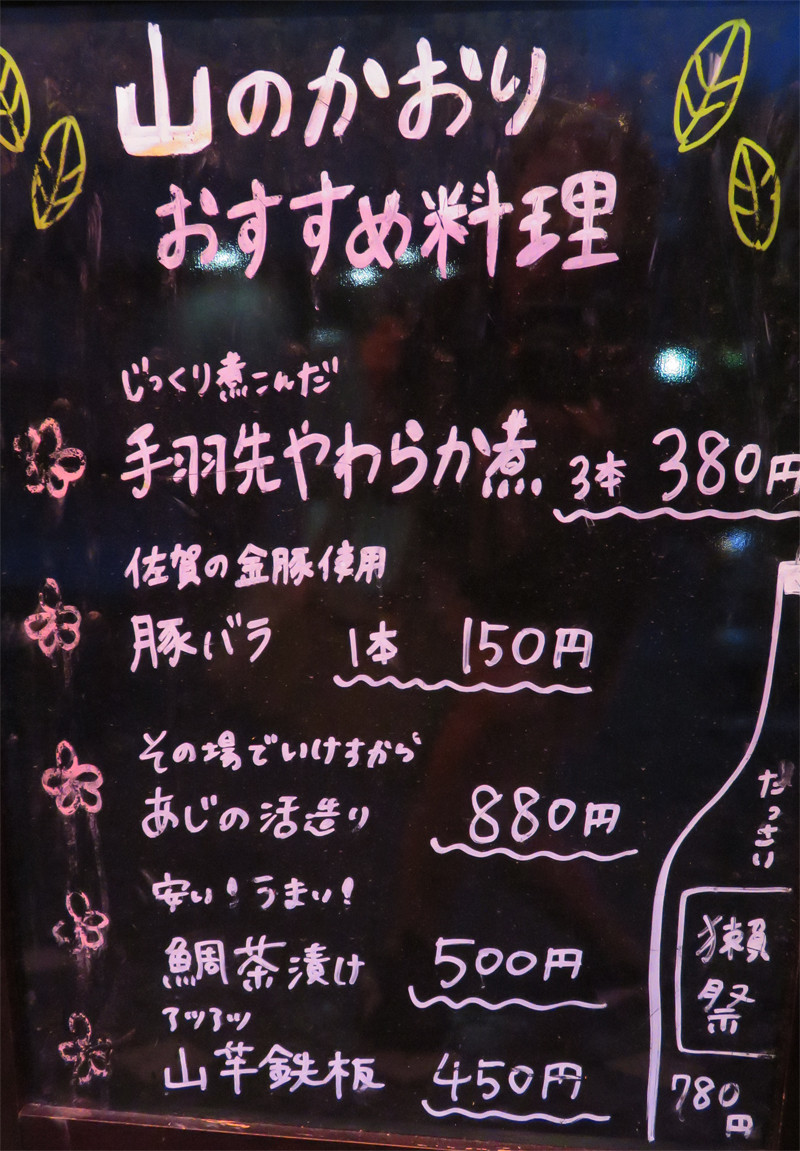 山のかおり
おすすめ料理
じっくり煮こんだ
手羽先やわらか煮 3本 380円
佐賀の金豚使用
豚バラ 1本 150円
その場でいけすから
あじの活造り 880円
安い!うまい!
鯛茶漬け 500円
アツアツ
山芋鉄板 450円
だっさい
獺祭
780円